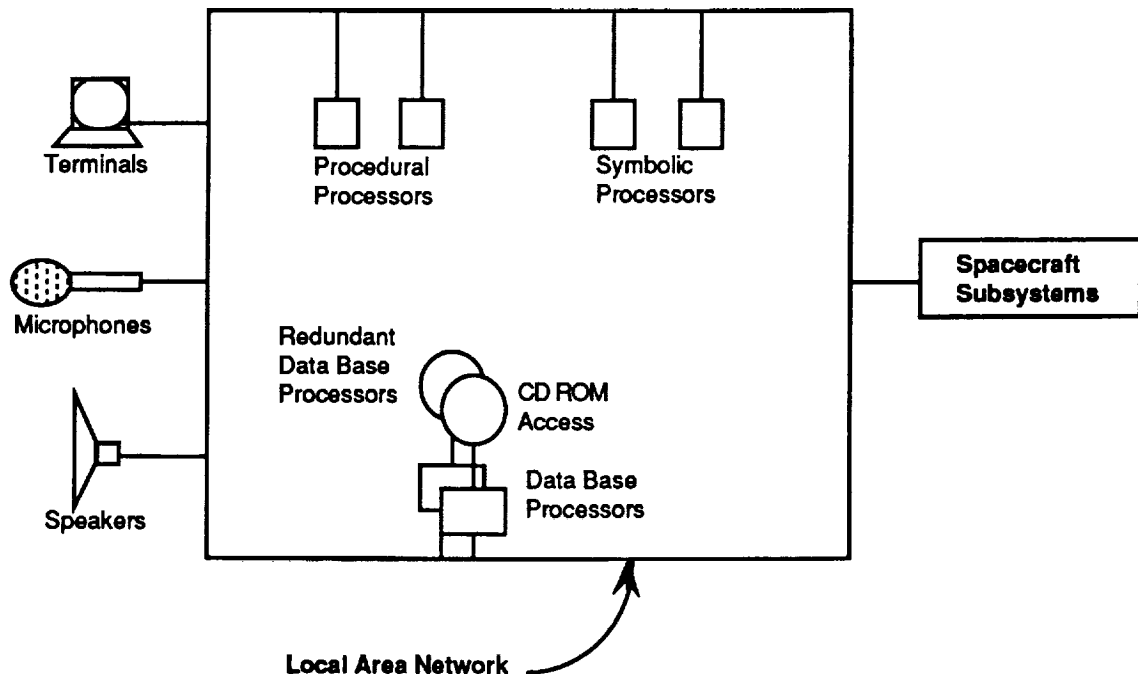 Terminals
Procedural
Processors
Symbolic
Processors
Microphones
Spacecraft
Subsystems
Redundant
Data Base
Processors
CD ROM
Access
Speakers
Data Base
Processors
Local Area Network